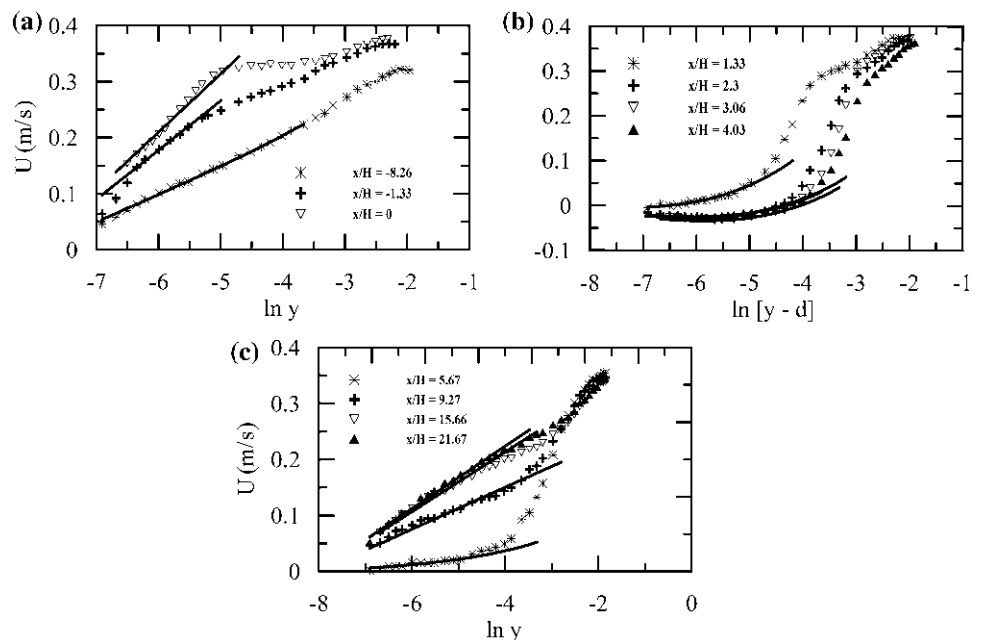 (a)
0.4
0.3
0.2
0.1
0
U (m/s)
x/H = -8.26
x/H = -1.33
x/H = 0
-7 -6 -5 -4 -3 -2 -1
ln y
(b)
0.4
0.3
0.2
0.1
0
-0.1
U (m/s)
x/H = 1.33
x/H = 2.3
x/H = 3.06
x/H = 4.03
-8 -7 -6 -5 -4 -3 -2 -1
ln [y - d]
(c)
0.4
0.3
0.2
0.1
0
U (m/s)
x/H = 5.67
x/H = 9.27
x/H = 15.66
x/H = 21.67
-8 -6 -4 -2 0
ln y